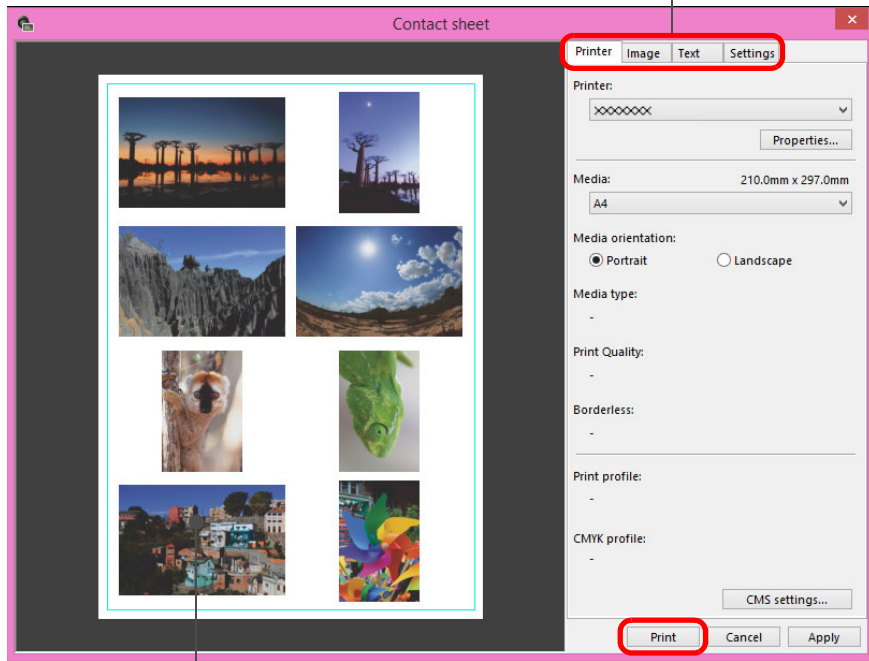 Contact sheet
Printer Image Text Settings
Printer:
XXXXXXX
Properties...
Media: 210.0mm x 297.0mm
A4
Media orientation:
Portrait Landscape
Media type:
-
Print Quality:
-
Borderless:
-
Print profile:
-
CMYK profile:
-
CMS settings...
Print Cancel Apply